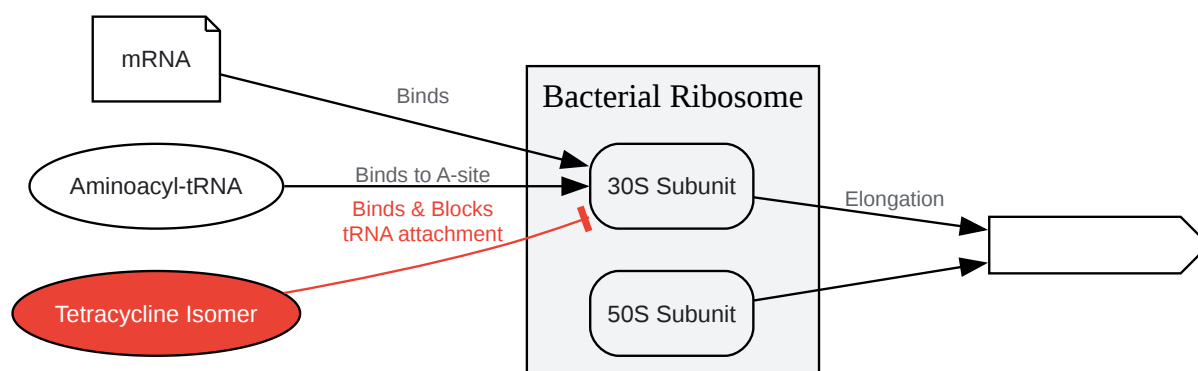 mRNA
Binds
Bacterial Ribosome
Aminoacyl-tRNA
Binds to A-site
30S Subunit
Binds & Blocks
tRNA attachment
Elongation
Tetracycline Isomer
50S Subunit